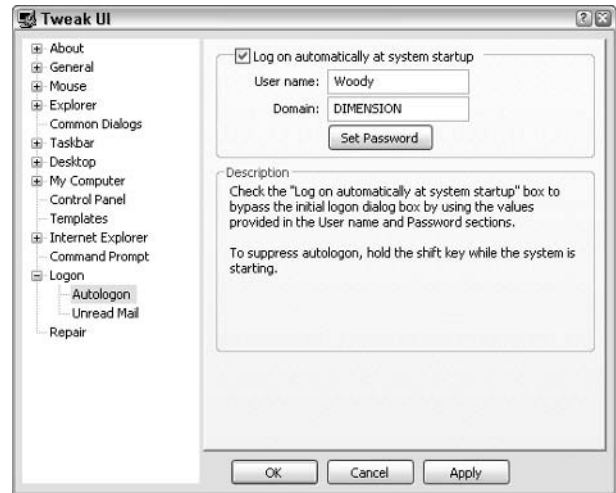 Tweak UI
About
General
Mouse
Explorer
Common Dialogs
Taskbar
Desktop
My Computer
Control Panel
Templates
Internet Explorer
Command Prompt
Logon
Autologon
Unread Mail
Repair
Log on automatically at system startup
User name: Woody
Domain: DIMENSION
Set Password
Description
Check the "Log on automatically at system startup" box to
bypass the initial logon dialog box by using the values
provided in the User name and Password sections.
To suppress autologon, hold the shift key while the system is
starting.
OK Cancel Apply